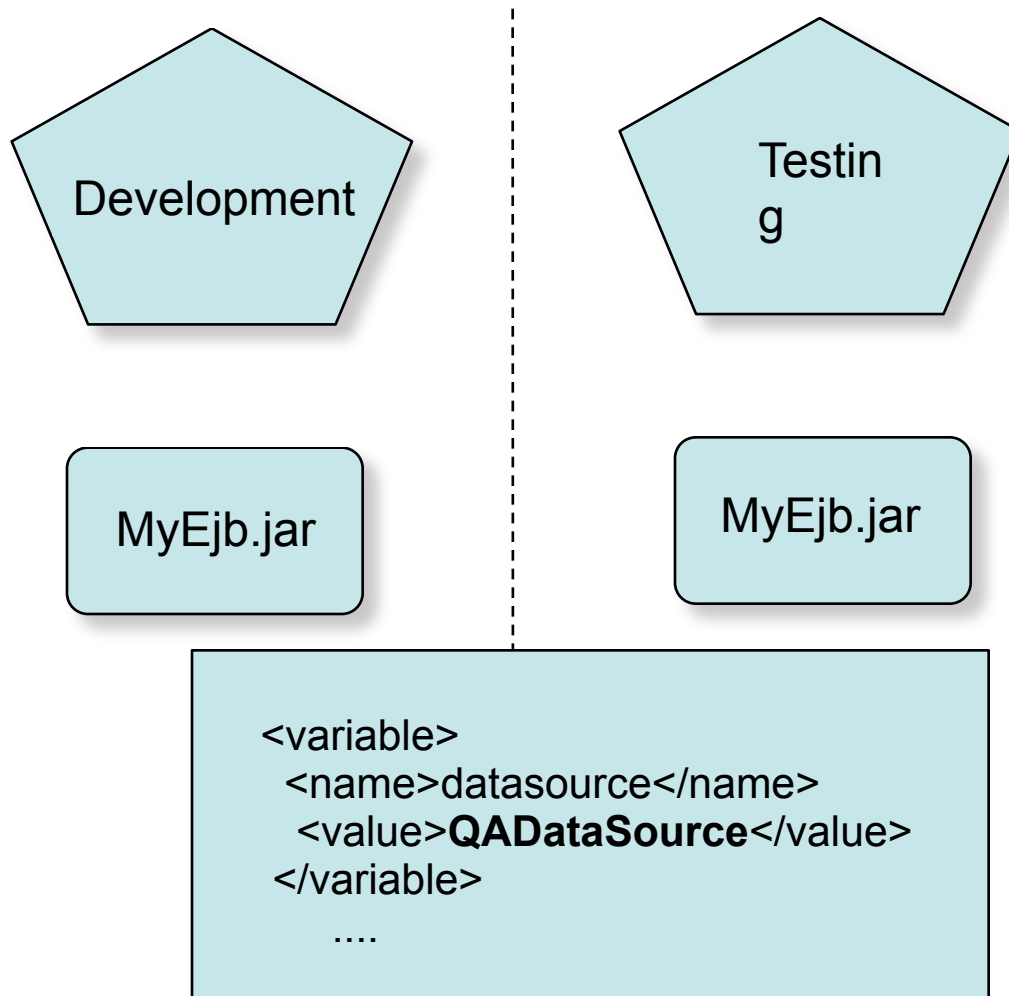 Development
Testin
g
MyEjb.jar
MyEjb.jar
<variable>
<name>datasource</name>
<value>QADataSource</value>
</variable>
....